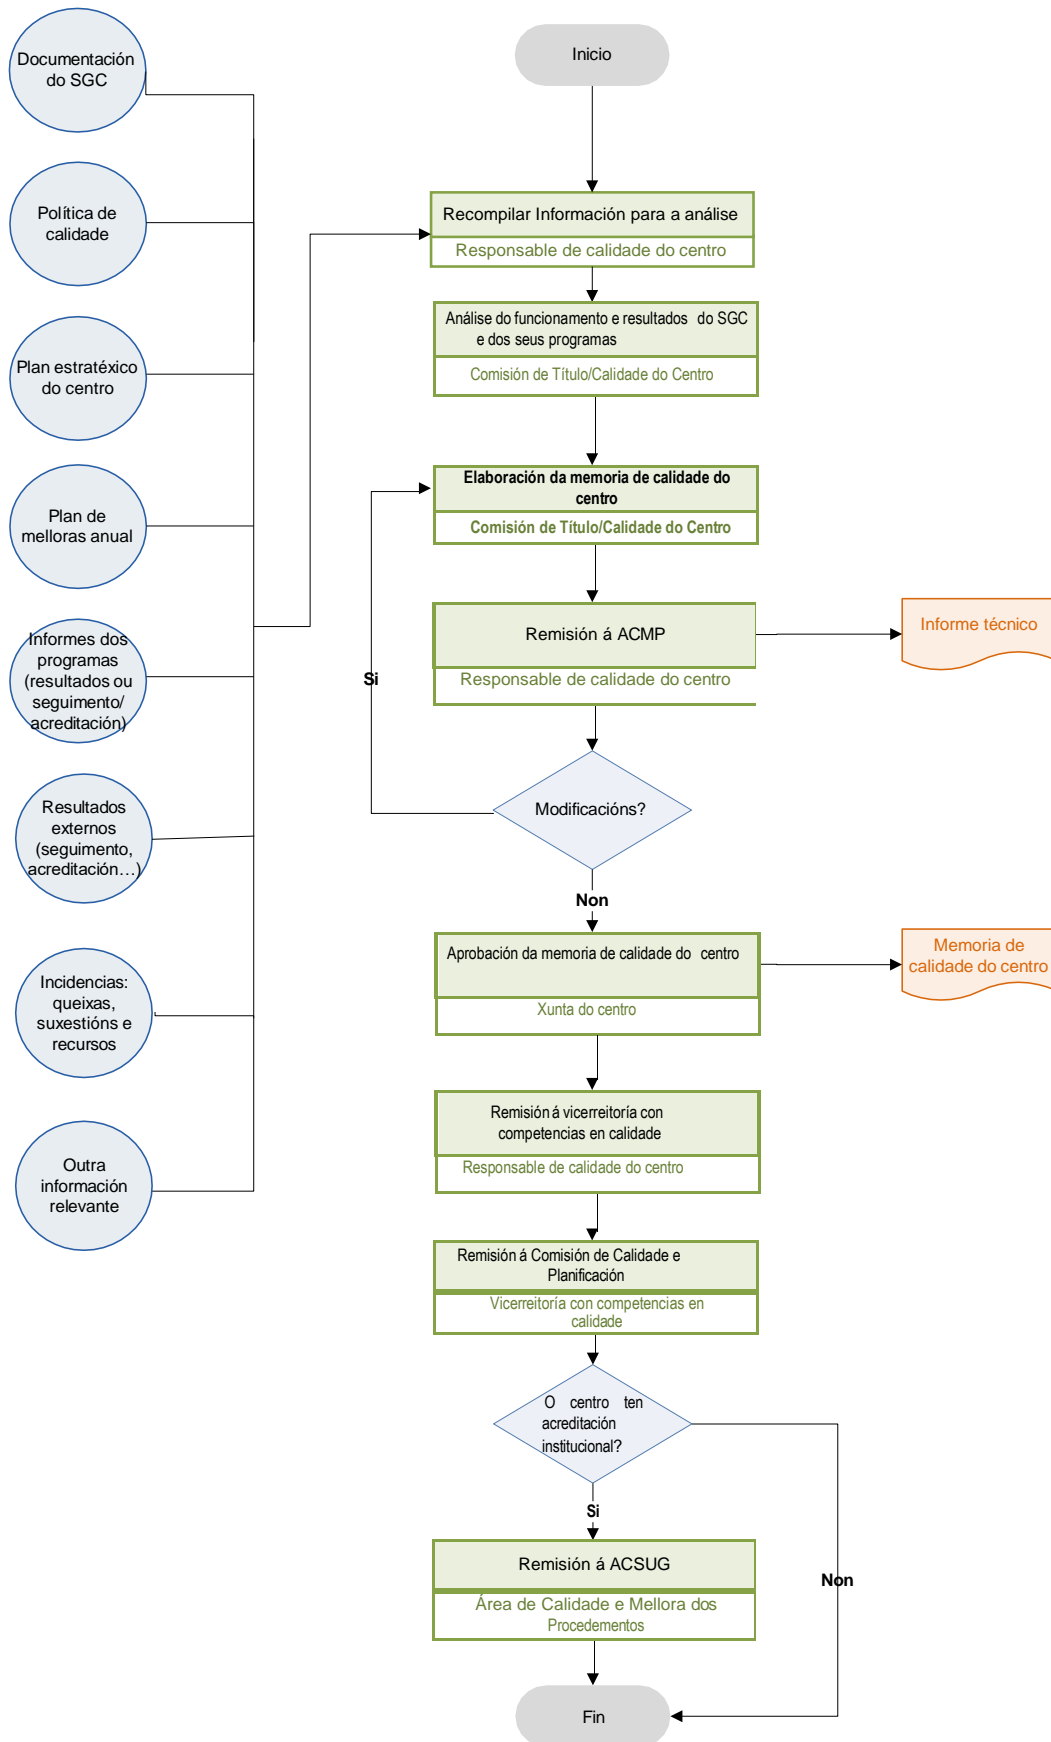 Documentación
do SGC
Política de
calidade
Plan estratéxico
do centro
Plan de
melloras anual
Informes dos
programas
(resultados ou
seguimento/
acreditación)
Resultados
externos
(seguimento,
acreditación…)
Incidencias:
queixas,
suxestións e
recursos
Outra
información
relevante
Inicio
Recompilar Información para a análise
Responsable de calidade do centro
Análise do funcionamento e resultados do SGC
e dos seus programas
Comisión de Título/Calidade do Centro
Elaboración da memoria de calidade do
centro
Comisión de Título/Calidade do Centro
Remisión á ACMP
Responsable de calidade do centro
Informe técnico
Si
Modificacións?
Non
Aprobación da memoria de calidade do centro
Xunta do centro
Memoria de
calidade do centro
Remisión á vicerreitoría con
competencias en calidade
Responsable de calidade do centro
Remisión á Comisión de Calidade e
Planificación
Vicerreitoría con competencias en
calidade
O centro ten
acreditación
institucional?
Si
Non
Remisión á ACSUG
Área de Calidade e Mellora dos
Procedementos
Fin